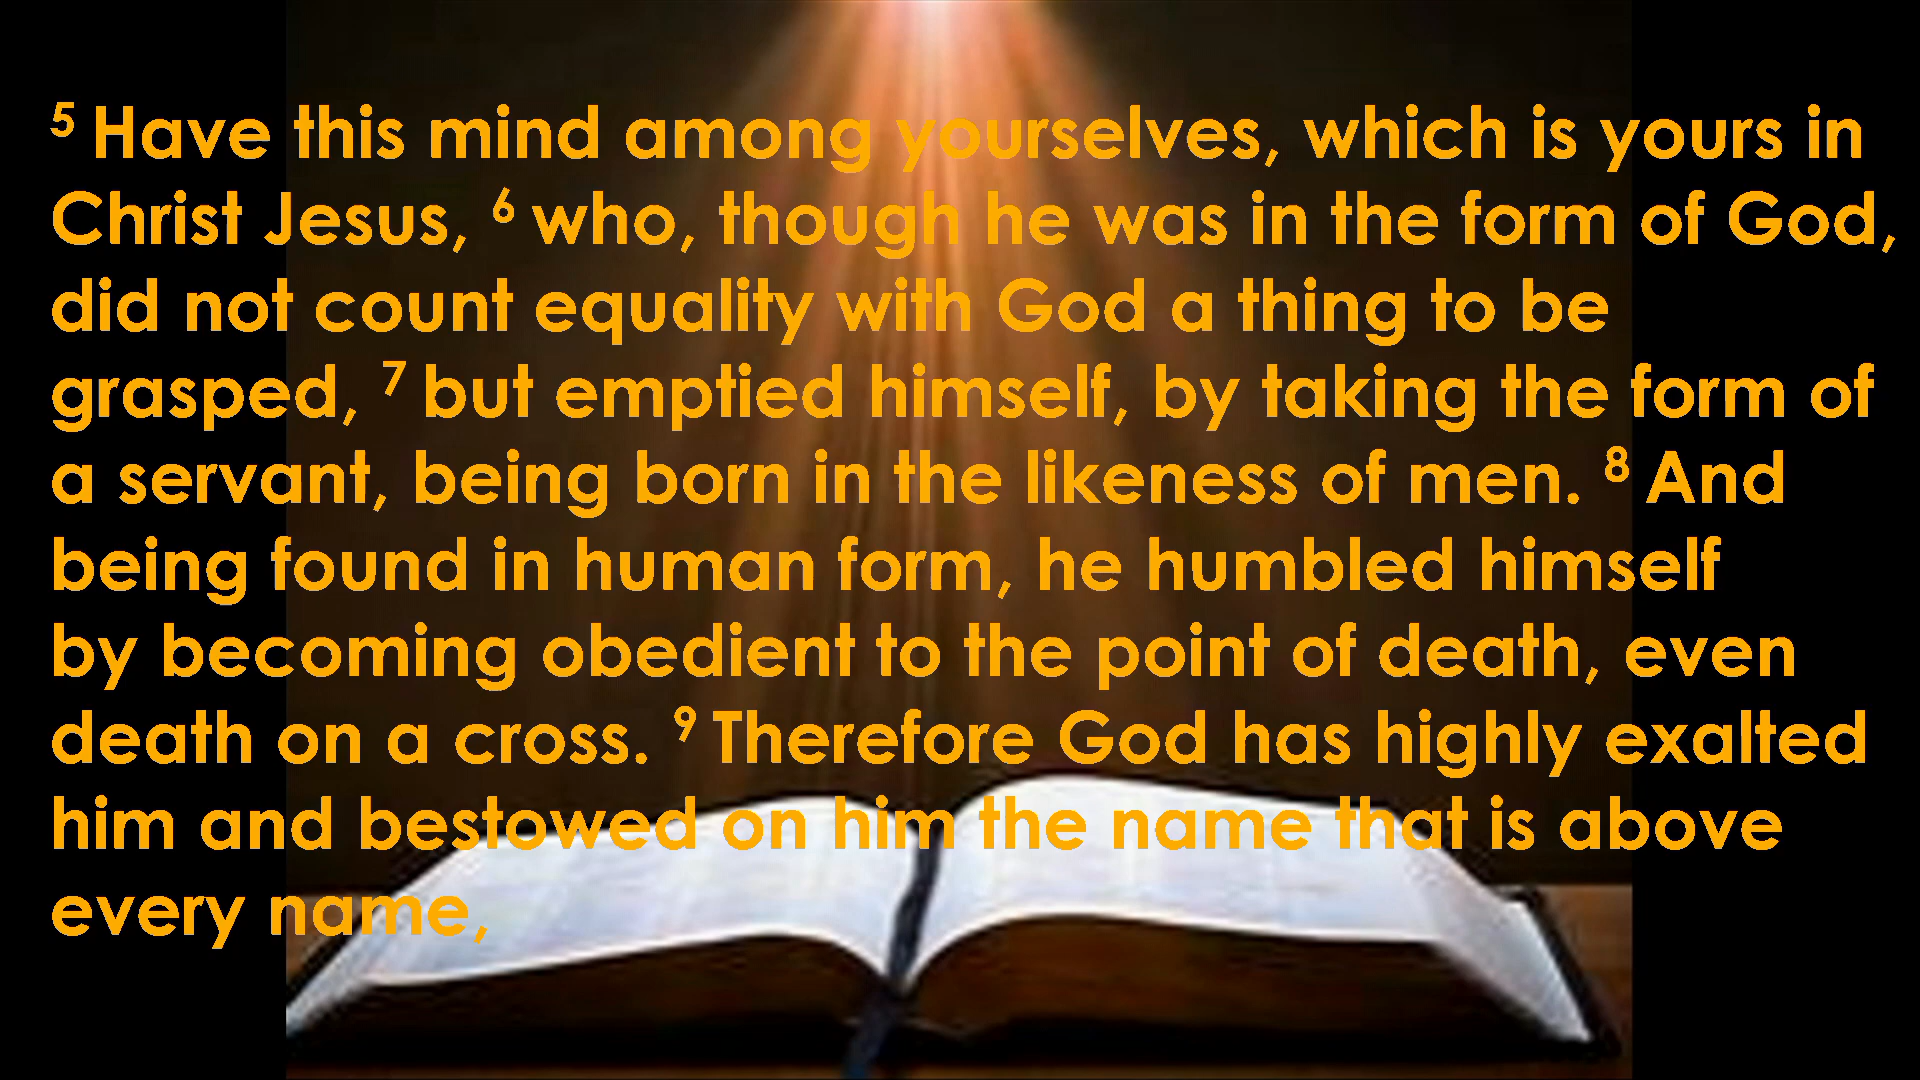 5 Have this mind among yourselves, which is yours in
Christ Jesus, 6 who, though he was in the form of God,
did not count equality with God a thing to be
grasped, 7 but emptied himself, by taking the form of
a servant, being born in the likeness of men. 8 And
being found in human form, he humbled himself
by becoming obedient to the point of death, even
death on a cross. 9 Therefore God has highly exalted
him and bestowed on him the name that is above
every name,